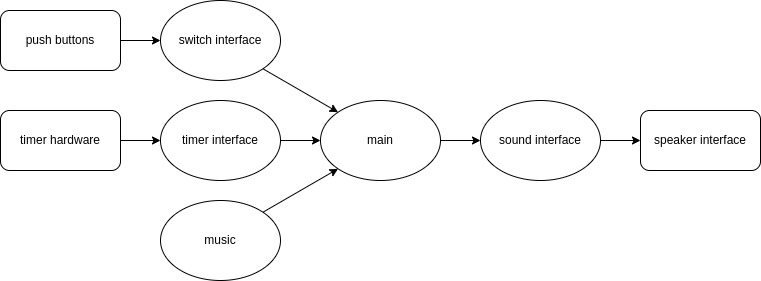 push buttons
switch interface
timer hardware
timer interface
main
sound interface
speaker interface
music